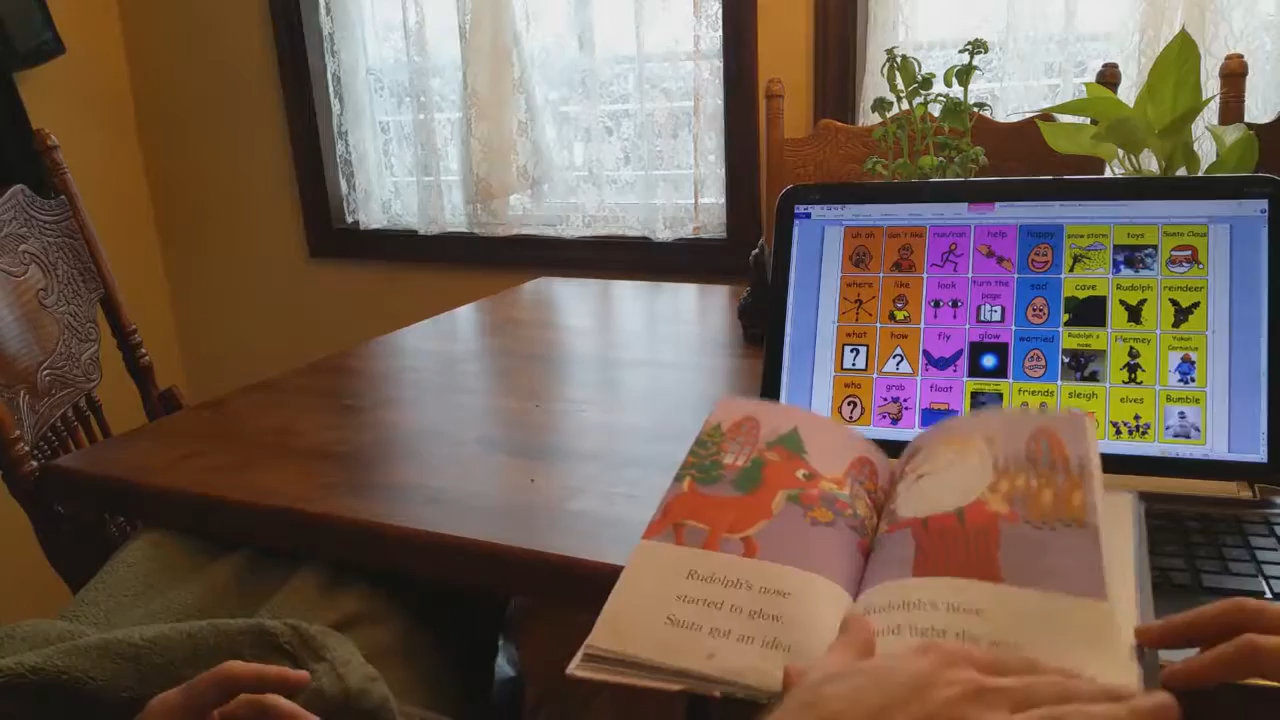 uh oh don't like run/ran help happy snow storm toys Santa Claus
where like look turn the page sad cave Rudolph reindeer
what how fly glow worried Rudolph's nose Hermey Yukon Cornelius
who grab float friends sleigh elves Bumble
Rudolph's nose
started to glow.
Santa got an idea.
Rudolph's nose
light the